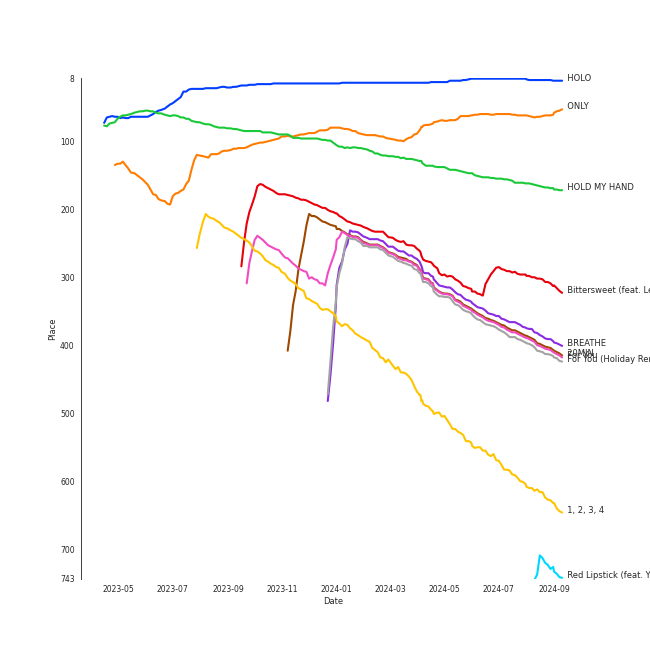 8
100
200
300
400
500
600
700
743
Place
HOLO
ONLY
HOLD MY HAND
Bittersweet (feat. Le
BREATHE
20MIN
For You (Holiday Rer
1, 2, 3, 4
Red Lipstick (feat. Y
2023-05
2023-07
2023-09
2023-11
2024-01
2024-03
2024-05
2024-07
2024-09
Date